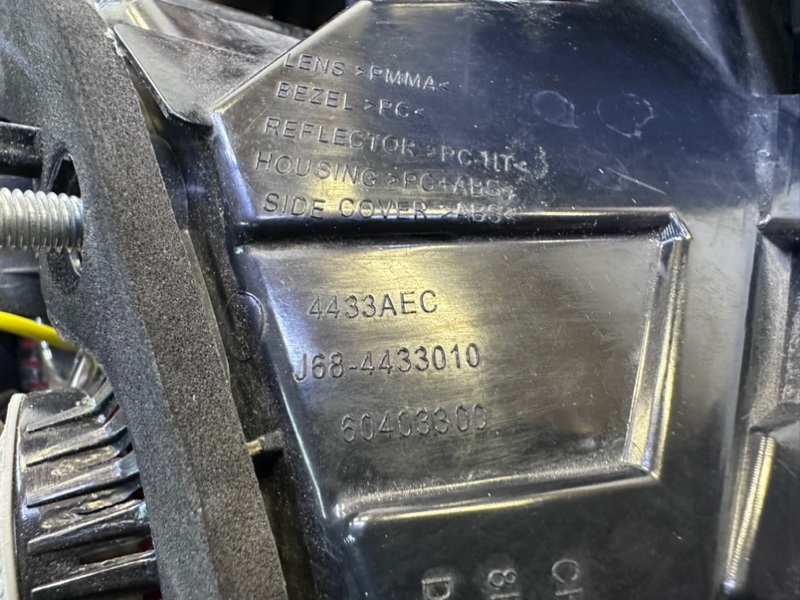 LENS >PMMA<
BEZEL >PC<
REFLECTOR >PC-HT<
HOUSING >PC+ABS<
SIDE COVER >ABS<
4433AEC
J68-4433010
60403300